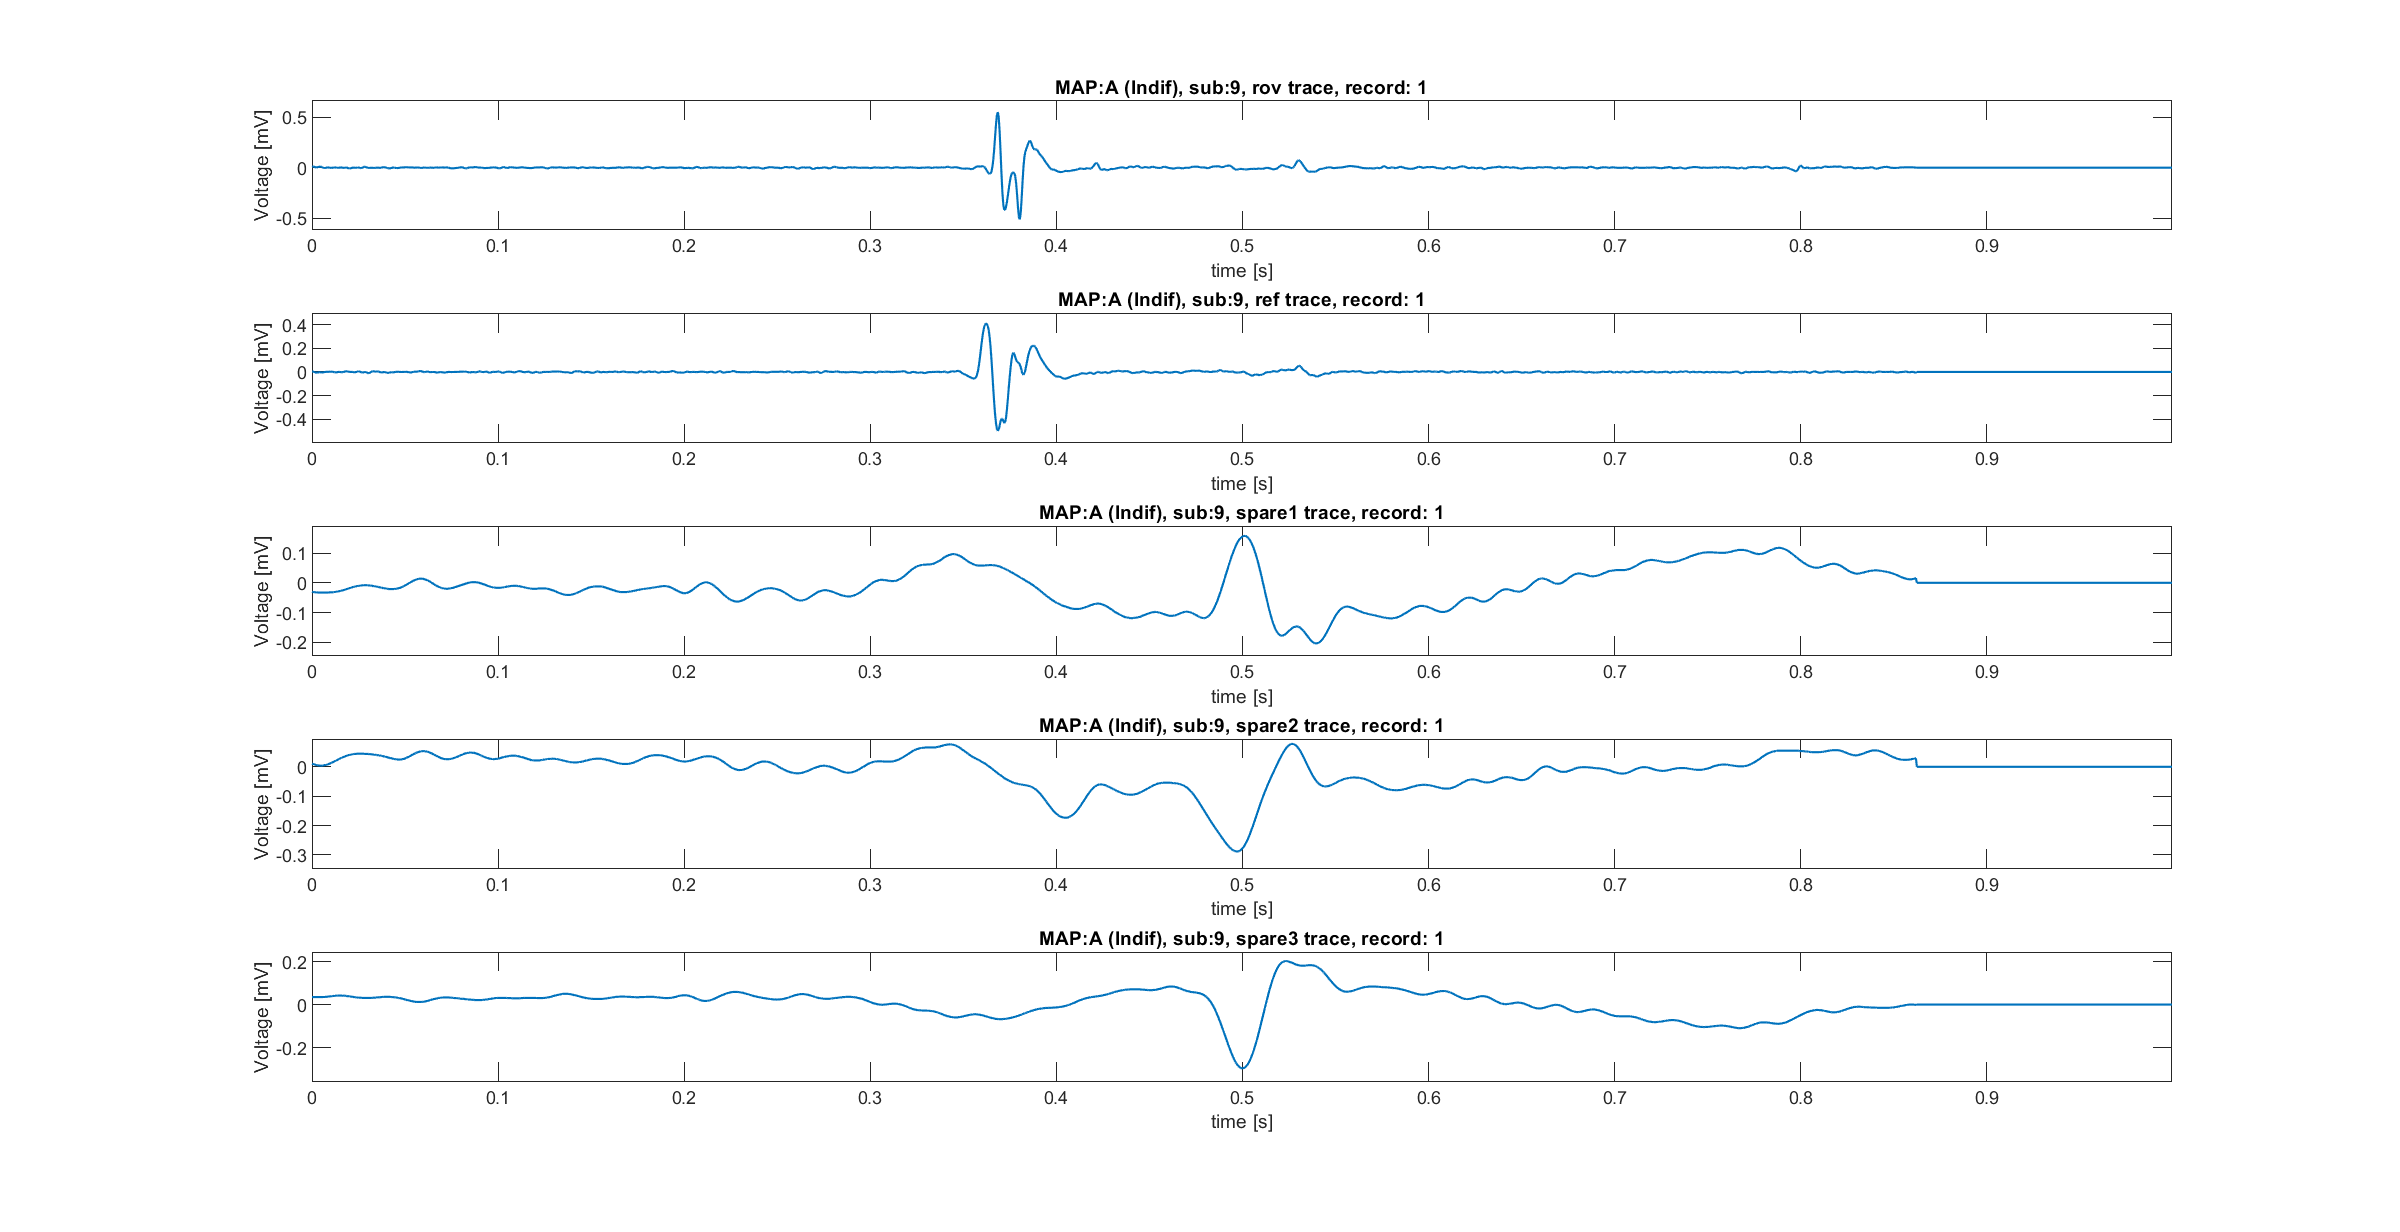 MAP:A (Indif), sub:9, rov trace, record: 1
Voltage [mV]
0.5
0
-0.5
0 0.1 0.2 0.3 0.4 0.5 0.6 0.7 0.8 0.9
time [s]
MAP:A (Indif), sub:9, ref trace, record: 1
Voltage [mV]
0.4
0.2
0
-0.2
-0.4
0 0.1 0.2 0.3 0.4 0.5 0.6 0.7 0.8 0.9
time [s]
MAP:A (Indif), sub:9, spare1 trace, record: 1
Voltage [mV]
0.1
0
-0.1
-0.2
0 0.1 0.2 0.3 0.4 0.5 0.6 0.7 0.8 0.9
time [s]
MAP:A (Indif), sub:9, spare2 trace, record: 1
Voltage [mV]
0
-0.1
-0.2
-0.3
0 0.1 0.2 0.3 0.4 0.5 0.6 0.7 0.8 0.9
time [s]
MAP:A (Indif), sub:9, spare3 trace, record: 1
Voltage [mV]
0.2
0
-0.2
0 0.1 0.2 0.3 0.4 0.5 0.6 0.7 0.8 0.9
time [s]